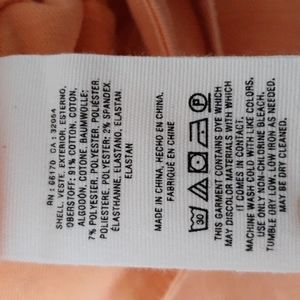 RN : 66170 CA : 32054
SHELL, VESTE, EXTERIOR, ESTERNO,
OBERSTOFF: 91% COTTON, COTON,
ALGODÓN, COTONE, BAUMWOLLE;
7% POLYESTER, POLYESTER, POLIÉSTER,
POLIESTERE, POLYESTER; 2% SPANDEX,
ÉLASTHANNE, ELASTANO, ELASTAN,
ELASTAN
MADE IN CHINA, HECHO EN CHINA,
FABRIQUÉ EN CHINE
30
THIS GARMENT CONTAINS DYE WHICH
MAY DISCOLOR MATERIALS WITH WHICH
IT COMES IN CONTACT.
MACHINE WASH COLD WITH LIKE COLORS.
USE ONLY NON-CHLORINE BLEACH.
TUMBLE DRY LOW. LOW IRON AS NEEDED.
MAY BE DRY CLEANED.